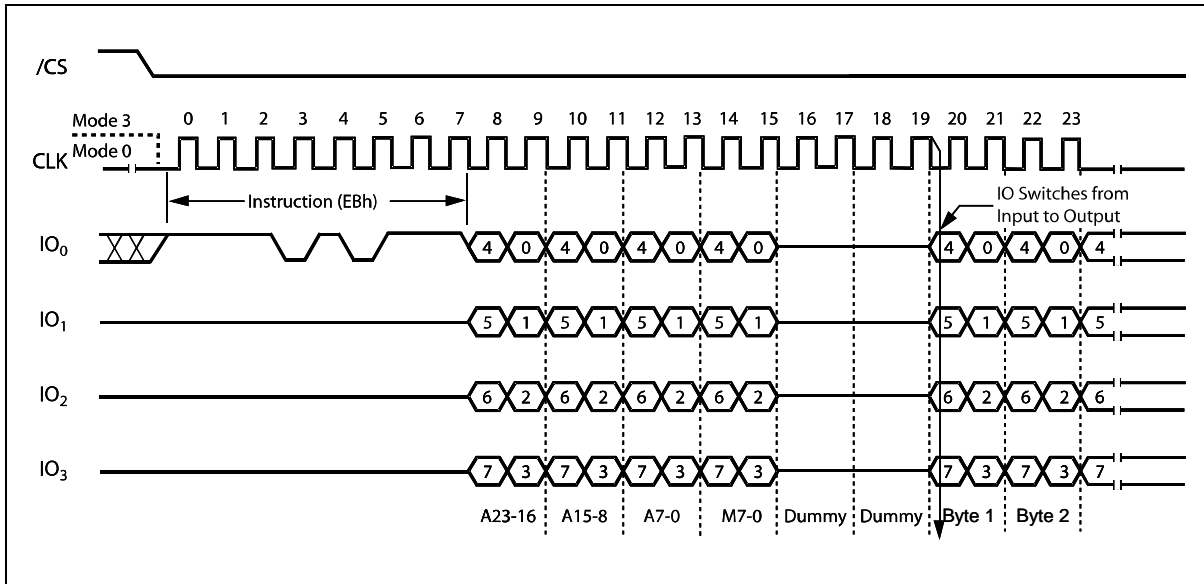 /CS
Mode 3
0 1 2 3 4 5 6 7 8 9 10 11 12 13 14 15 16 17 18 19 20 21 22 23
Mode 0
CLK
Instruction (EBh)
IO Switches from
Input to Output
IO0 4 0 4 0 4 0 4 0 4 0 4 0 4
IO1 5 1 5 1 5 1 5 1 5 1 5 1 5
IO2 6 2 6 2 6 2 6 2 6 2 6 2 6
IO3 7 3 7 3 7 3 7 3 7 3 7 3 7
A23-16 A15-8 A7-0 M7-0 Dummy Dummy Byte 1 Byte 2